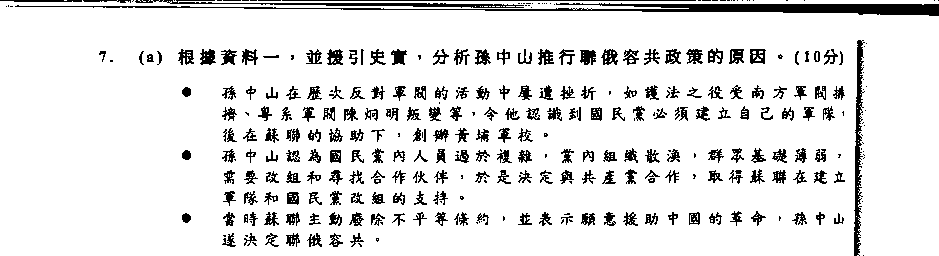 7. (a) 根據資料一，並援引史實，分析孫中山推行聯俄容共政策的原因。(10分)
● 孫中山在歷次反對軍閥的活動中屢遭挫折，如護法之役受南方軍閥排
擠、粵系軍閥陳炯明叛變等，令他認識到國民黨必須建立自己的軍隊，
後在蘇聯的協助下，創辦黃埔軍校。
● 孫中山認為國民黨內人員過於複雜，黨內組織散渙，群眾基礎薄弱，
需要改組和尋找合作伙伴，於是決定與共產黨合作，取得蘇聯在建立
軍隊和國民黨改組的支持。
● 當時蘇聯主動廢除不平等條約，並表示願意援助中國的革命，孫中山
遂決定聯俄容共。